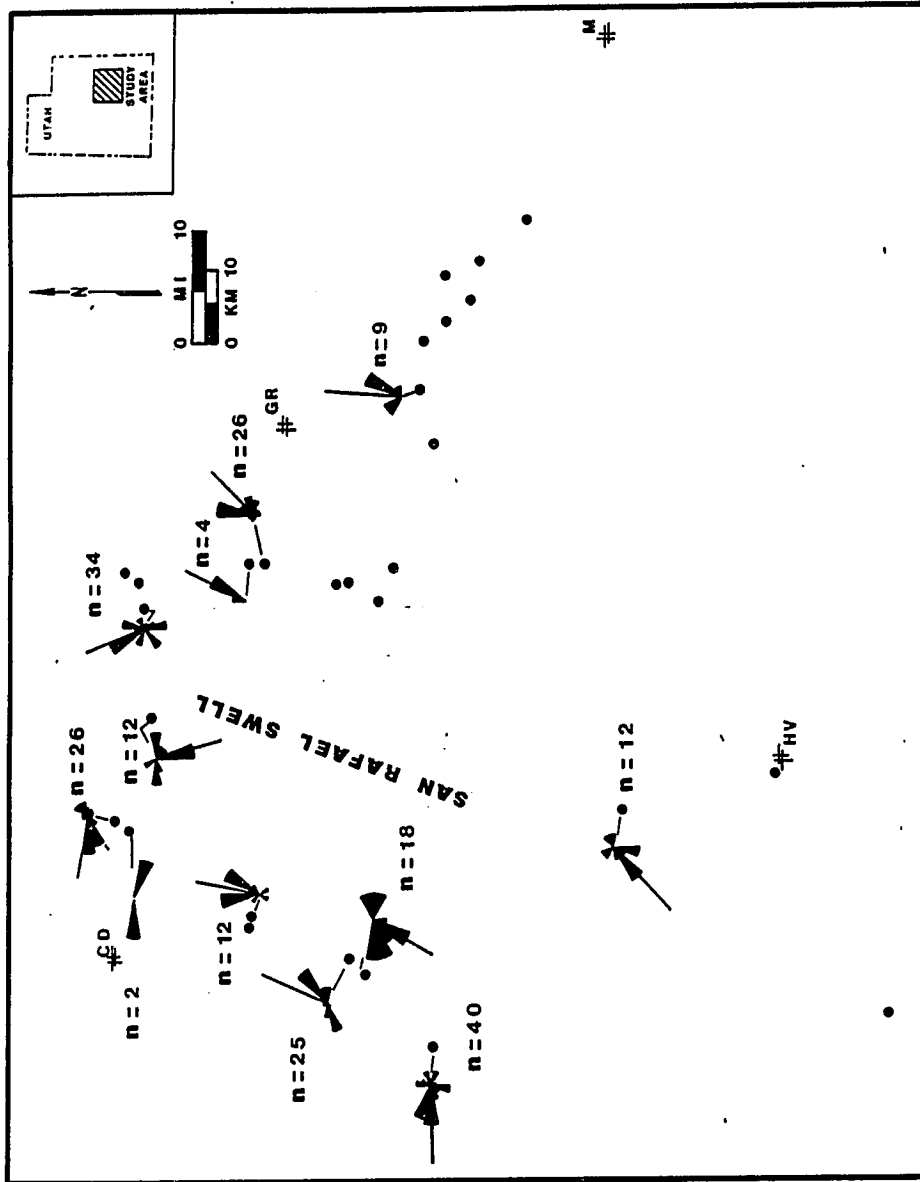 UTAH
STUDY
AREA
N
0 MI 10
0 KM 10
M
GR
CD
HV
n=34
n=26
n=26
n=4
n=9
n=12
n=2
n=12
n=18
n=25
n=40
n=12
SAN RAFAEL SWELL